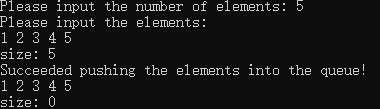 Please input the number of elements: 5
Please input the elements:
1 2 3 4 5
size: 5
Succeeded pushing the elements into the queue!
1 2 3 4 5
size: 0